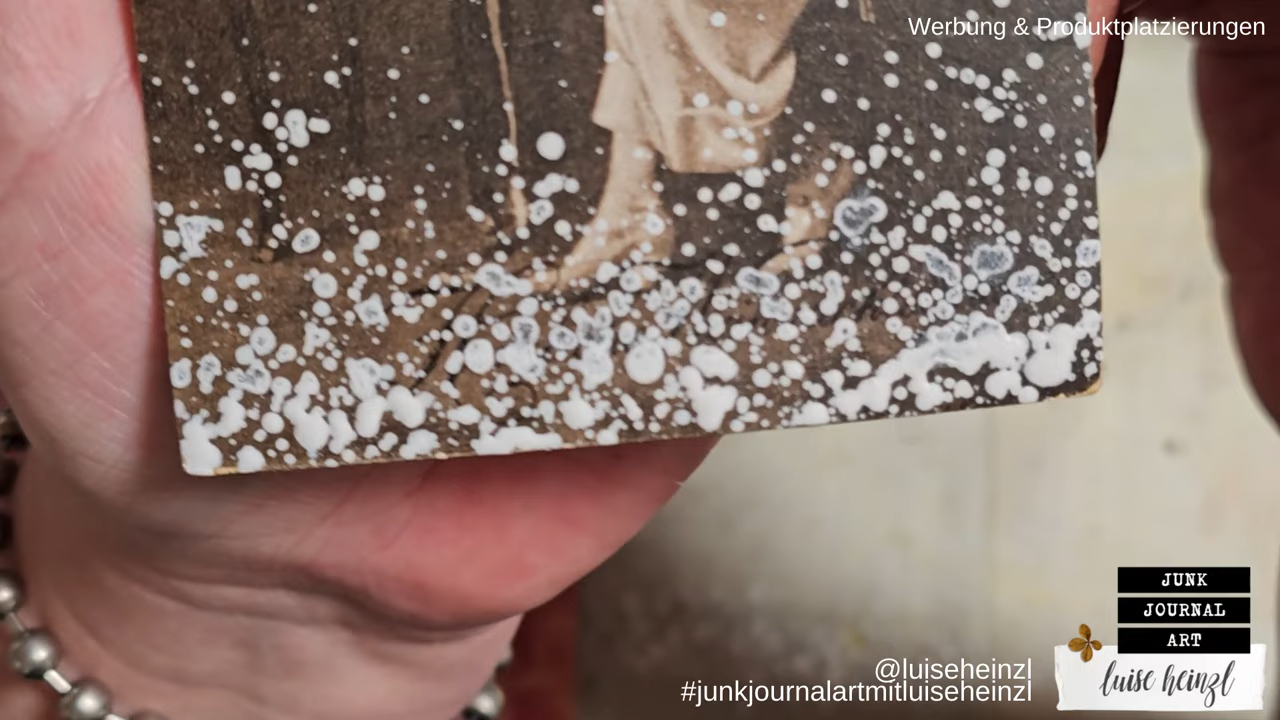 Werbung & Produktplatzierungen
@luiseheinzl
#junkjournalartmitluiseheinzl
JUNK
JOURNAL
ART
luise heinzl